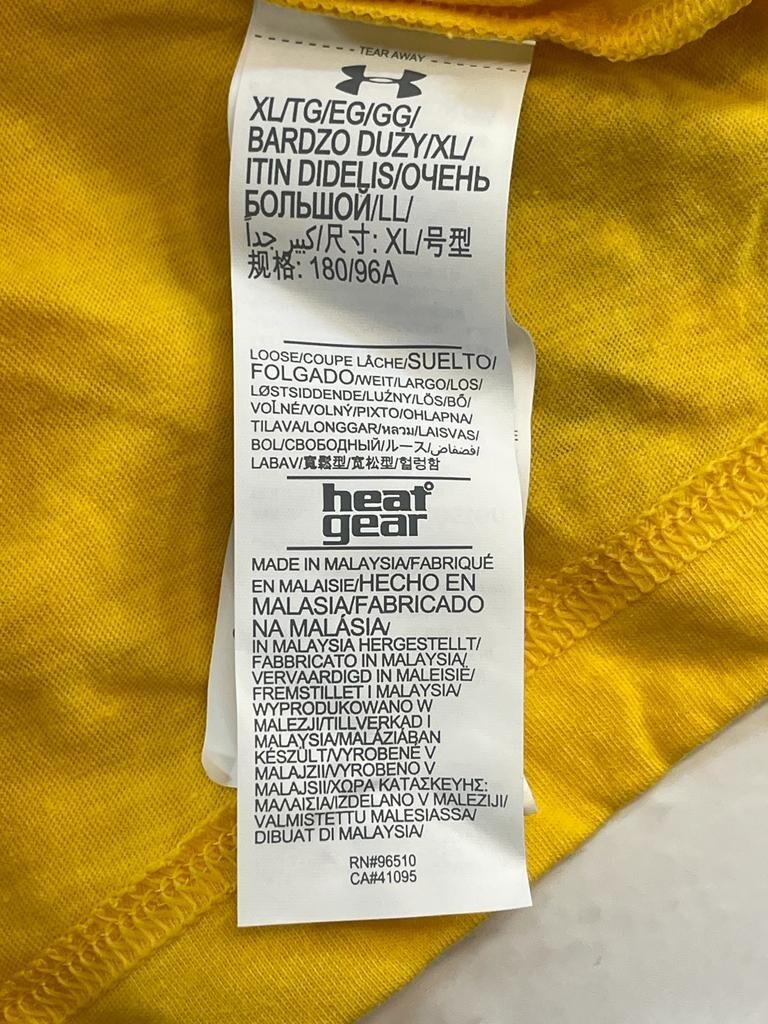 TEAR AWAY
XL/TG/EG/GG/
BARDZO DUŻY/XL/
ITIN DIDELIS/ОЧЕНЬ
БОЛЬШОЙ/LL/
كبير جداً/尺寸: XL/号型
规格: 180/96A
LOOSE/COUPE LÂCHE/SUELTO/
FOLGADO/WEIT/LARGO/LOS/
LØSTSIDDENDE/LUŹNY/LÖS/BŐ/
VOĽNÉ/VOLNÝ/ΡΙΧΤΟ/OHLAPNA/
TILAVA/LONGGAR/หลวม/LAISVAS/
BOL/СВОБОДНЫЙ/ルース/فضفاض/
LABAV/寬鬆型/宽松型/헐렁함
heat
gear
MADE IN MALAYSIA/FABRIQUÉ
EN MALAISIE/HECHO EN
MALASIA/FABRICADO
NA MALÁSIA/
IN MALAYSIA HERGESTELLT/
FABBRICATO IN MALAYSIA/
VERVAARDIGD IN MALEISIË/
FREMSTILLET I MALAYSIA/
WYPRODUKOWANO W
MALEZJI/TILLVERKAD I
MALAYSIA/MALÁZIÁBAN
KÉSZÜLT/VYROBENÉ V
MALAJZII/VYROBENO V
MALAJSII/ΧΩΡΑ ΚΑΤΑΣΚΕΥΗΣ:
ΜΑΛΑΙΣΙΑ/IZDELANO V MALEZIJI/
VALMISTETTU MALESIASSA/
DIBUAT DI MALAYSIA/
RN#96510
CA#41095